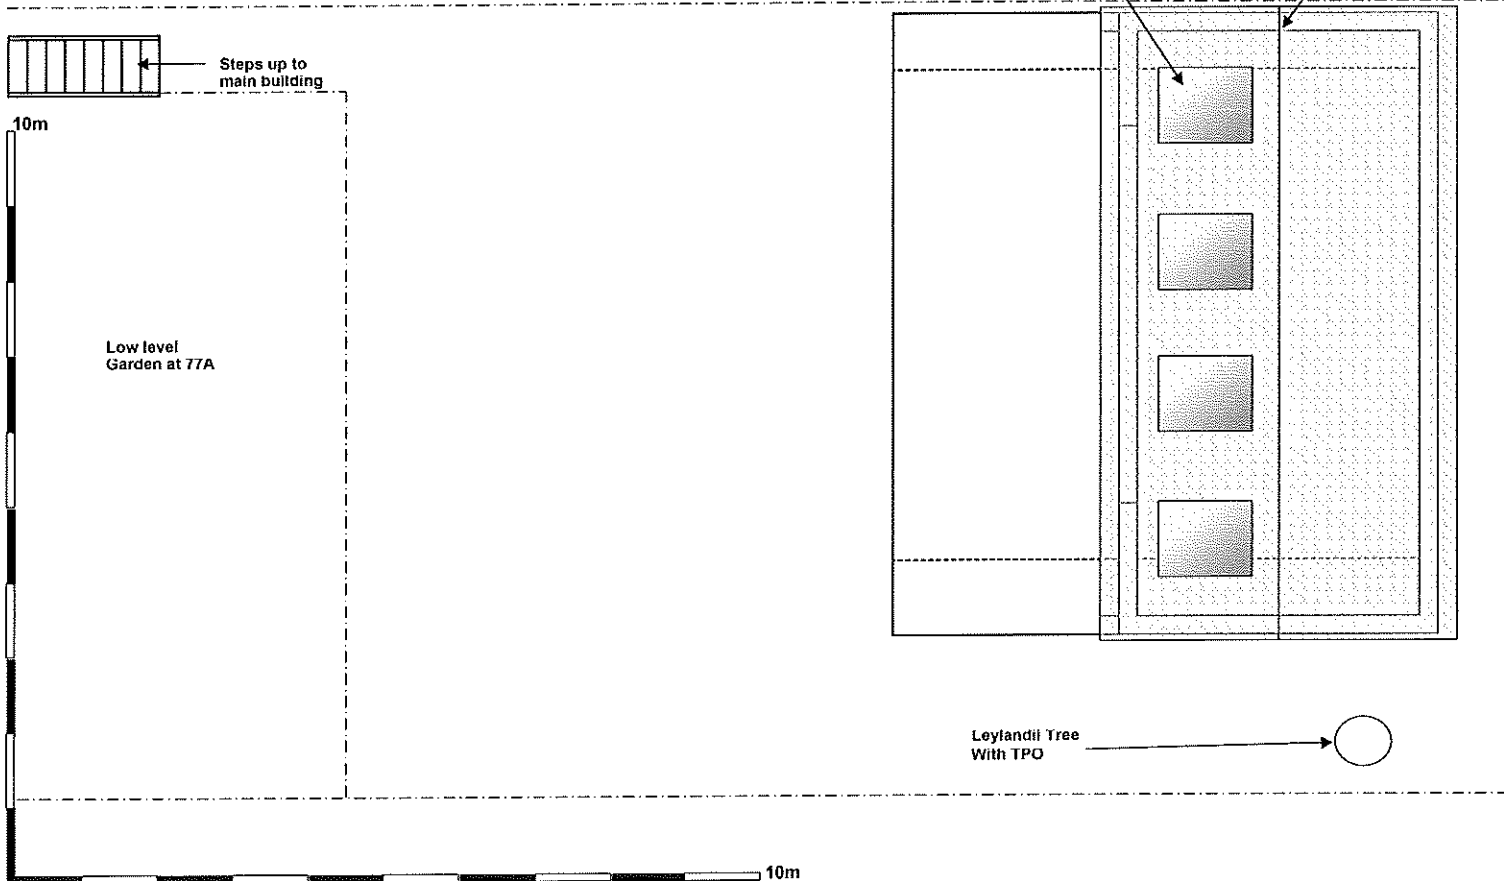 Steps up to
main building
10m
Low level
Garden at 77A
Leylandii Tree
With TPO
10m